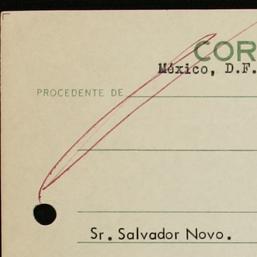 COR
México, D.F.
PROCEDENTE DE
Sr. Salvador Novo.